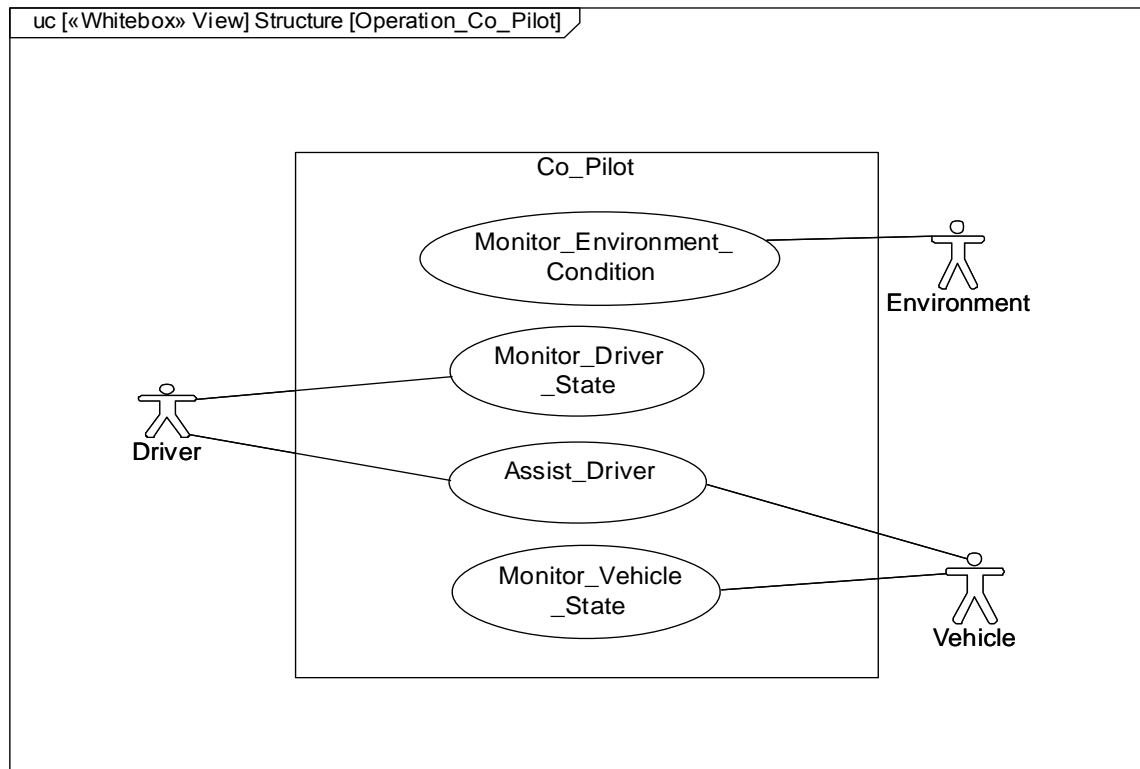 uc [«Whitebox» View] Structure [Operation_Co_Pilot]
Co_Pilot
Monitor_Environment_
Condition
Environment
Monitor_Driver
_State
Driver
Assist_Driver
Monitor_Vehicle
_State
Vehicle